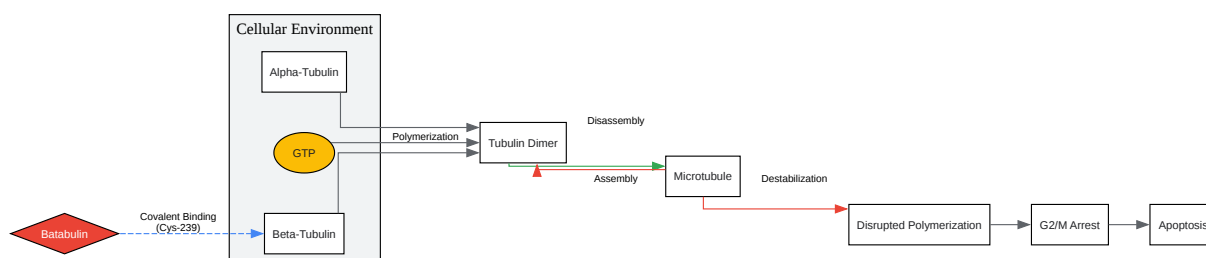 Cellular Environment
Alpha-Tubulin
Disassembly
Polymerization
Tubulin Dimer
GTP
Assembly
Microtubule
Destabilization
Covalent Binding
(Cys-239)
Batabulin
Beta-Tubulin
Disrupted Polymerization
G2/M Arrest
Apoptosis